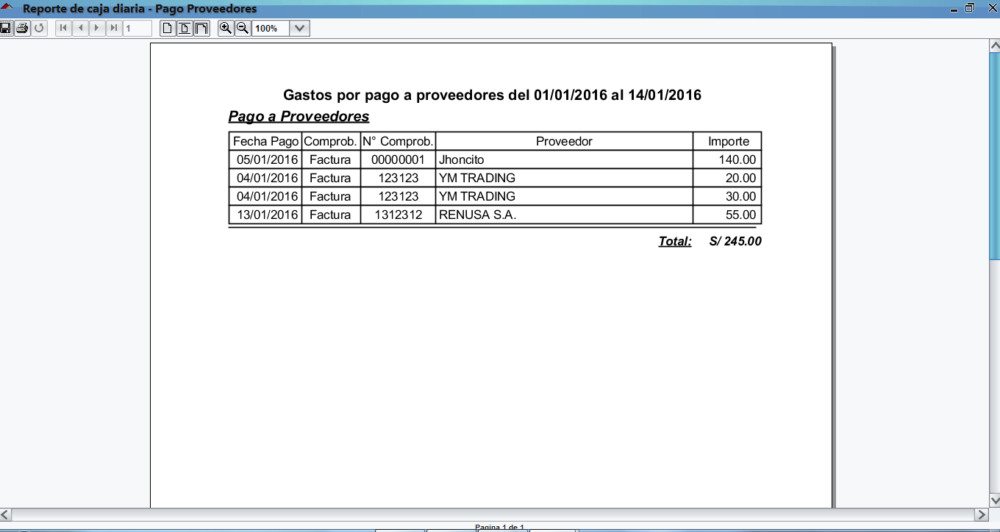 Reporte de caja diaria - Pago Proveedores
1
100%
Gastos por pago a proveedores del 01/01/2016 al 14/01/2016
Pago a Proveedores
Fecha Pago Comprob. N° Comprob. Proveedor Importe
05/01/2016 Factura 00000001 Jhoncito 140.00
04/01/2016 Factura 123123 YM TRADING 20.00
04/01/2016 Factura 123123 YM TRADING 30.00
13/01/2016 Factura 1312312 RENUSA S.A. 55.00
Total: S/ 245.00
Pagina 1 de 1